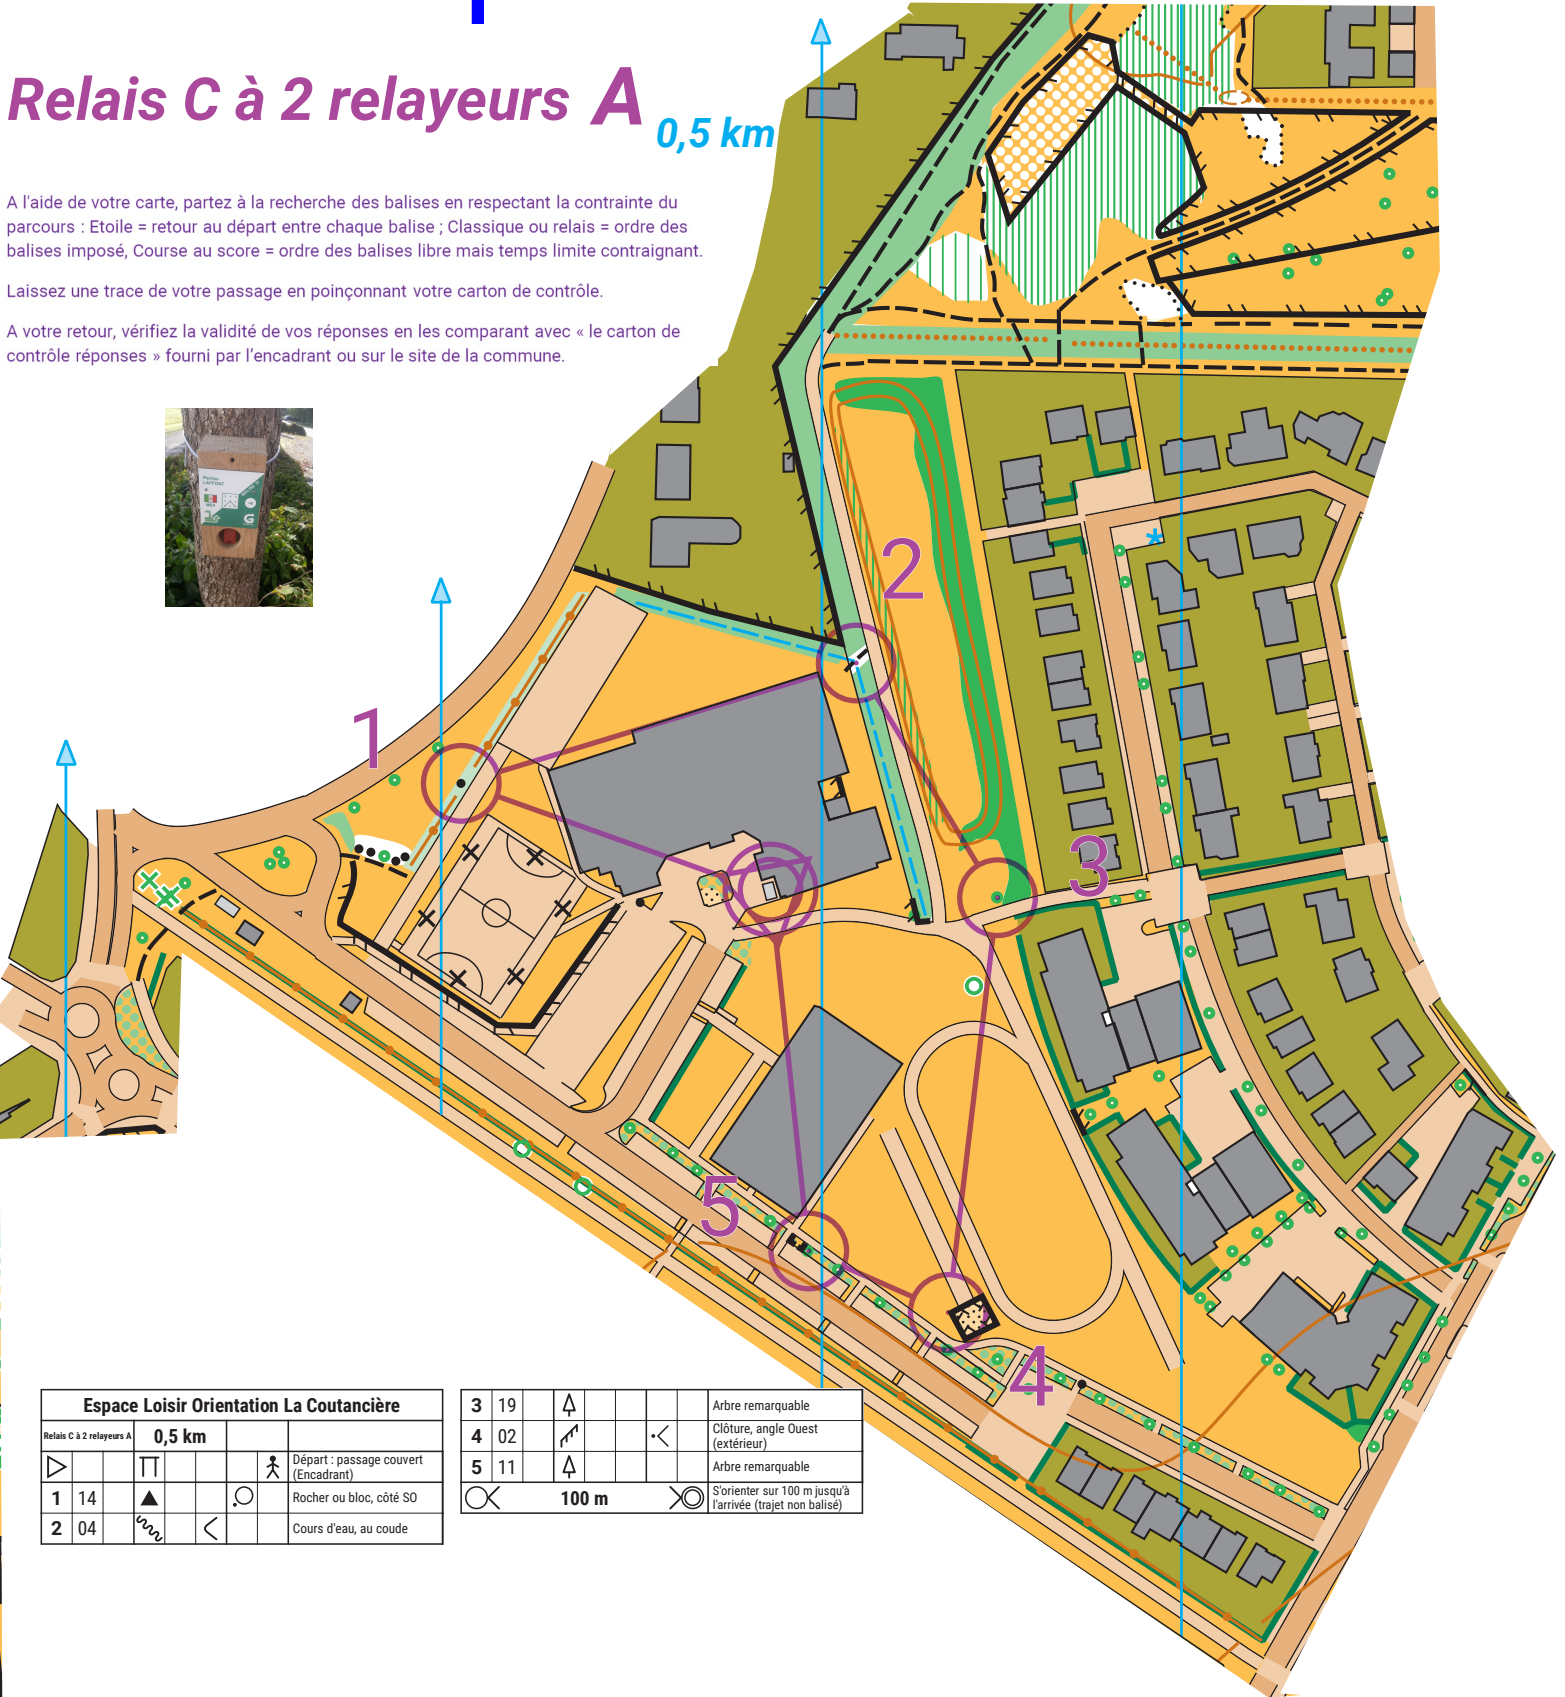 Relais C à 2 relayeurs A
0,5 km
A l'aide de votre carte, partez à la recherche des balises en respectant la contrainte du
parcours : Etoile = retour au départ entre chaque balise ; Classique ou relais = ordre des
balises imposé, Course au score = ordre des balises libre mais temps limite contraignant.
Laissez une trace de votre passage en poinçonnant votre carton de contrôle.
A votre retour, vérifiez la validité de vos réponses en les comparant avec « le carton de
contrôle réponses » fourni par l'encadrant ou sur le site de la commune.
2
1
3
5
4
Espace Loisir Orientation La Coutancière
Relais C à 2 relayeurs A 0,5 km
Départ : passage couvert
(Encadrant)
1 14 Rocher ou bloc, côté SO
2 04 Cours d'eau, au coude
3 19 Arbre remarquable
4 02 Clôture, angle Ouest
(extérieur)
5 11 Arbre remarquable
100 m S'orienter sur 100 m jusqu'à
l'arrivée (trajet non balisé)